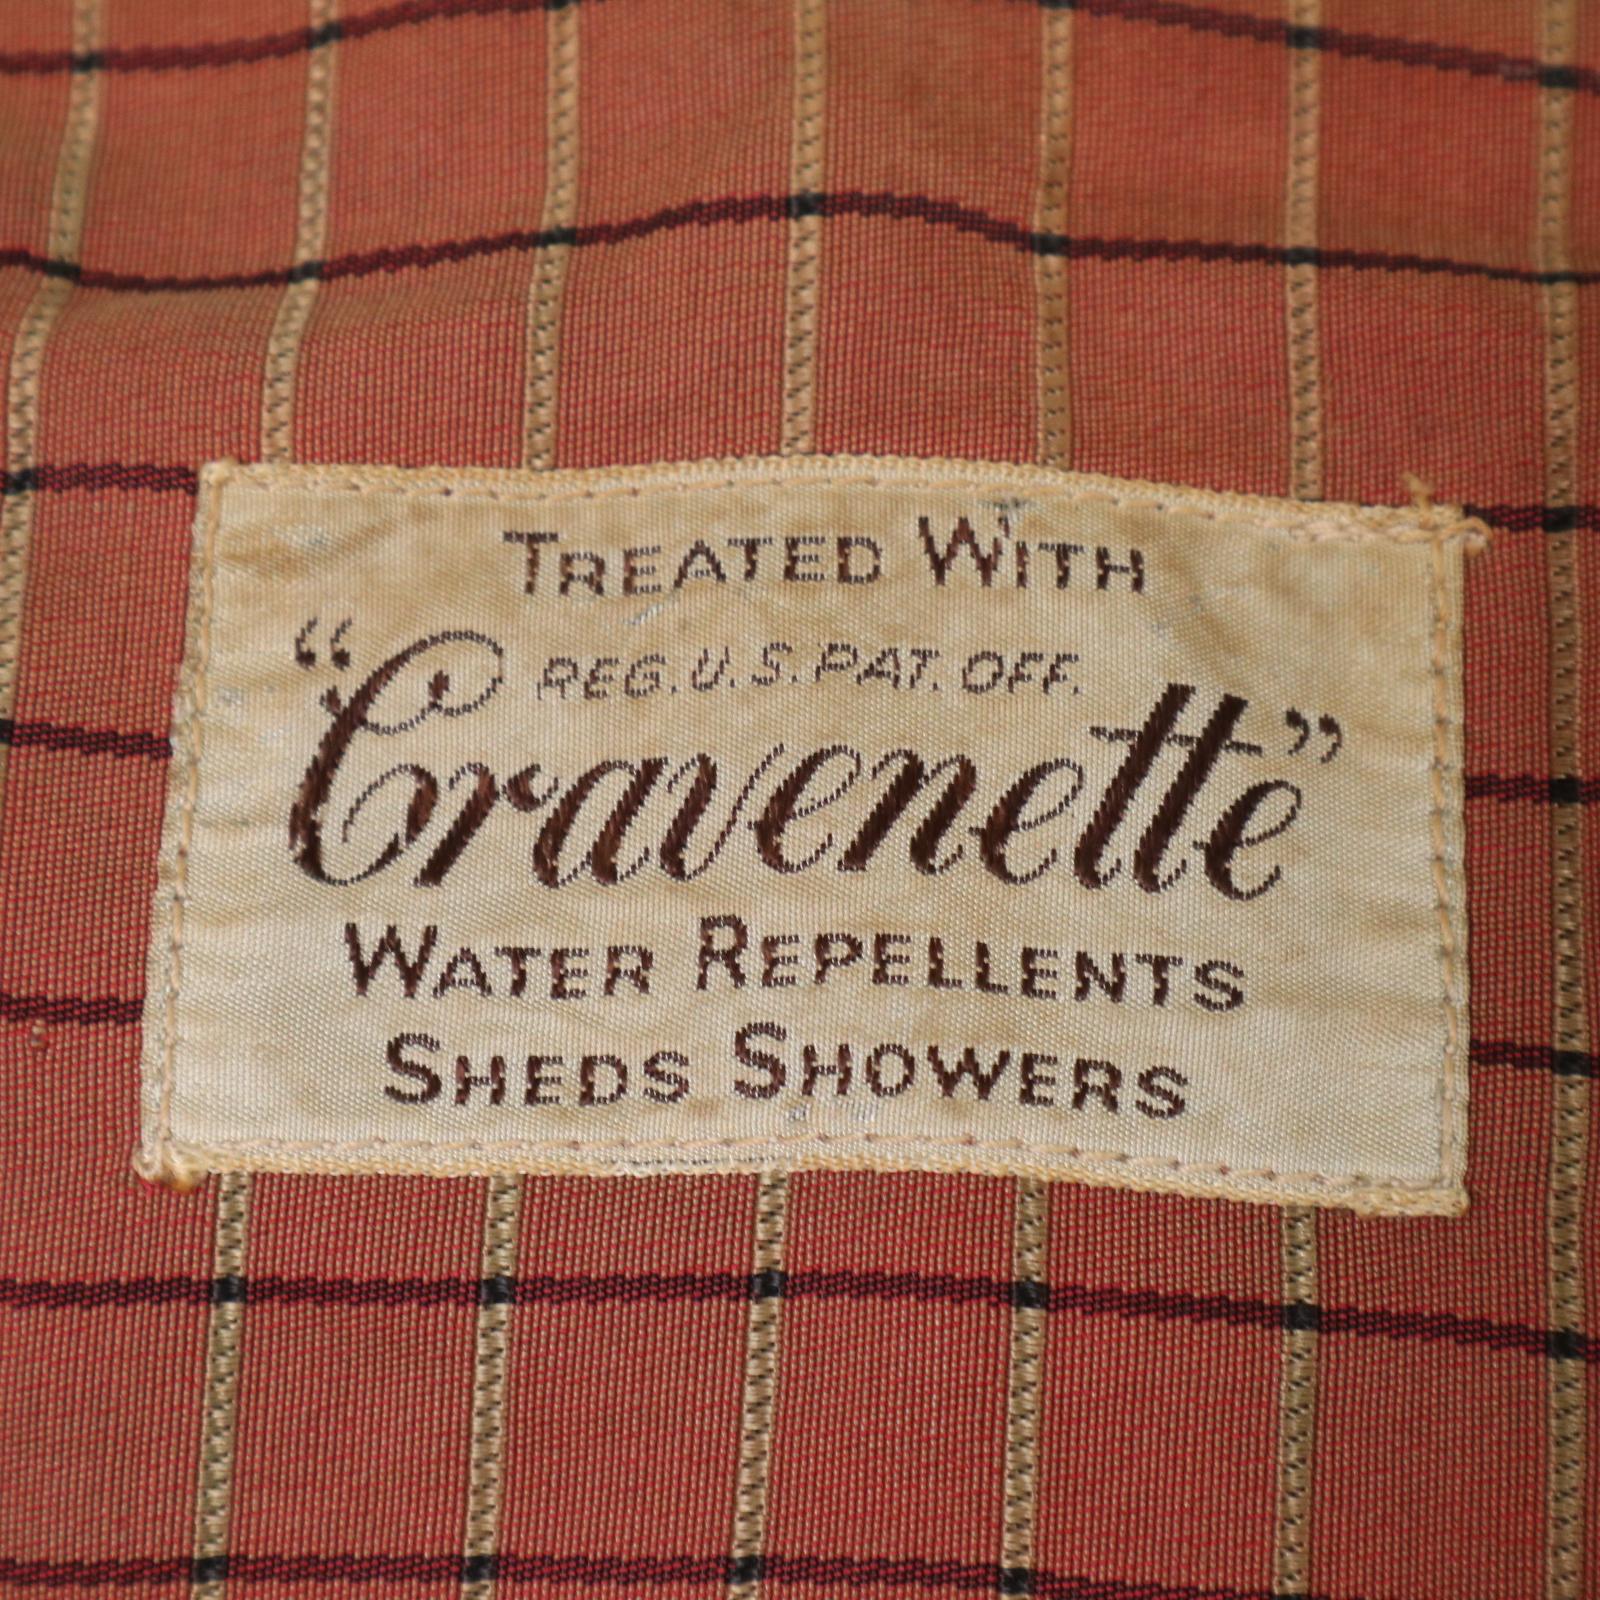 TREATED WITH
REG. U.S. PAT. OFF.
“Cravenette”
WATER REPELLENTS
SHEDS SHOWERS